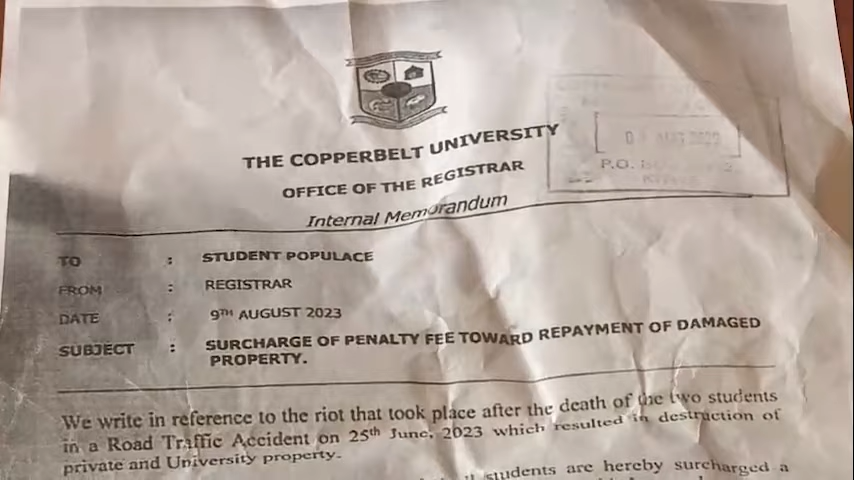 THE COPPERBELT UNIVERSITY
OFFICE OF THE REGISTRAR
Internal Memorandum
P.O.
TO : STUDENT POPULACE
FROM : REGISTRAR
DATE : 9TH AUGUST 2023
SUBJECT : SURCHARGE OF PENALTY FEE TOWARD REPAYMENT OF DAMAGED
PROPERTY.
We write in reference to the riot that took place after the death of the two students
in a Road Traffic Accident on 25th June, 2023 which resulted in destruction of
private and University property.
students are hereby surcharged a